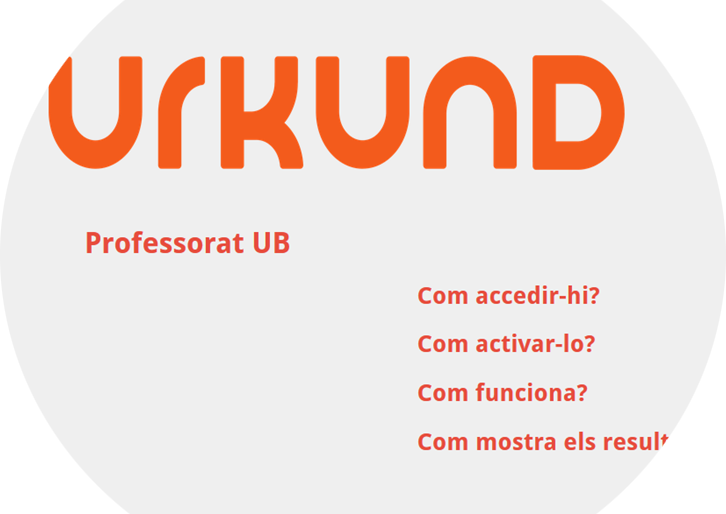 URKUND
Professorat UB
Com accedir-hi?
Com activar-lo?
Com funciona?
Com mostra els